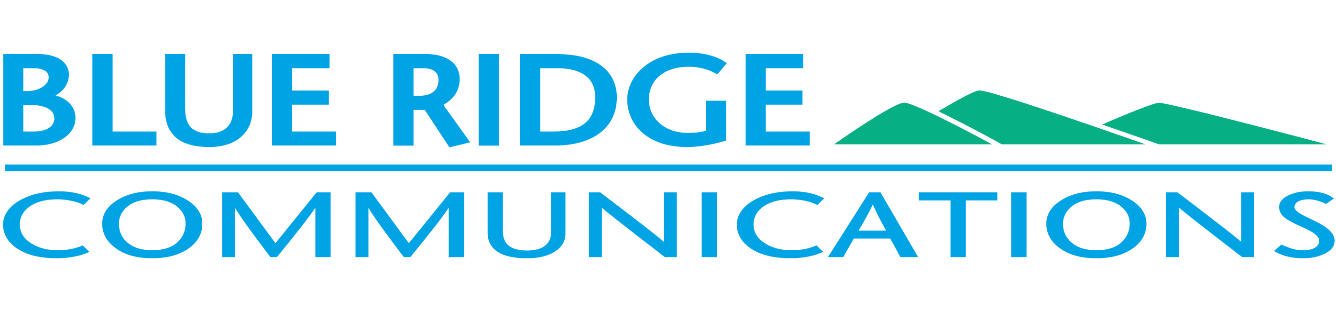 BLUE RIDGE
COMMUNICATIONS